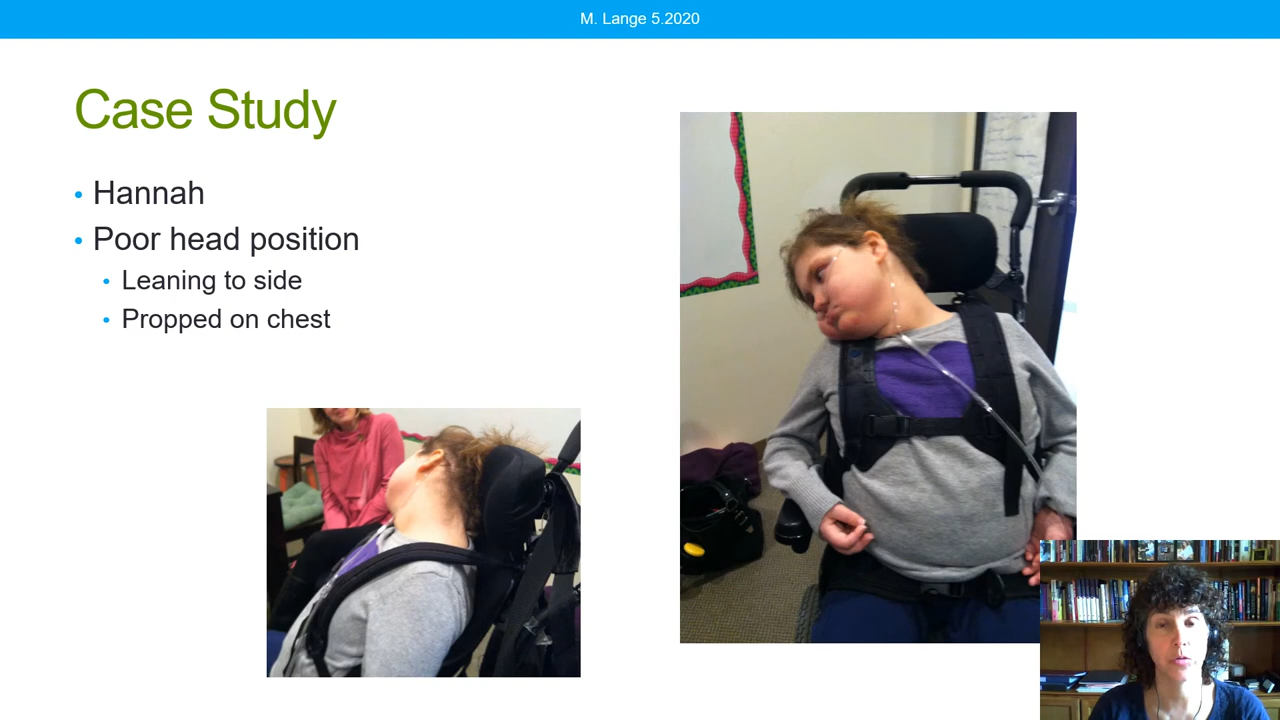 M. Lange 5.2020
Case Study
• Hannah
• Poor head position
• Leaning to side
• Propped on chest